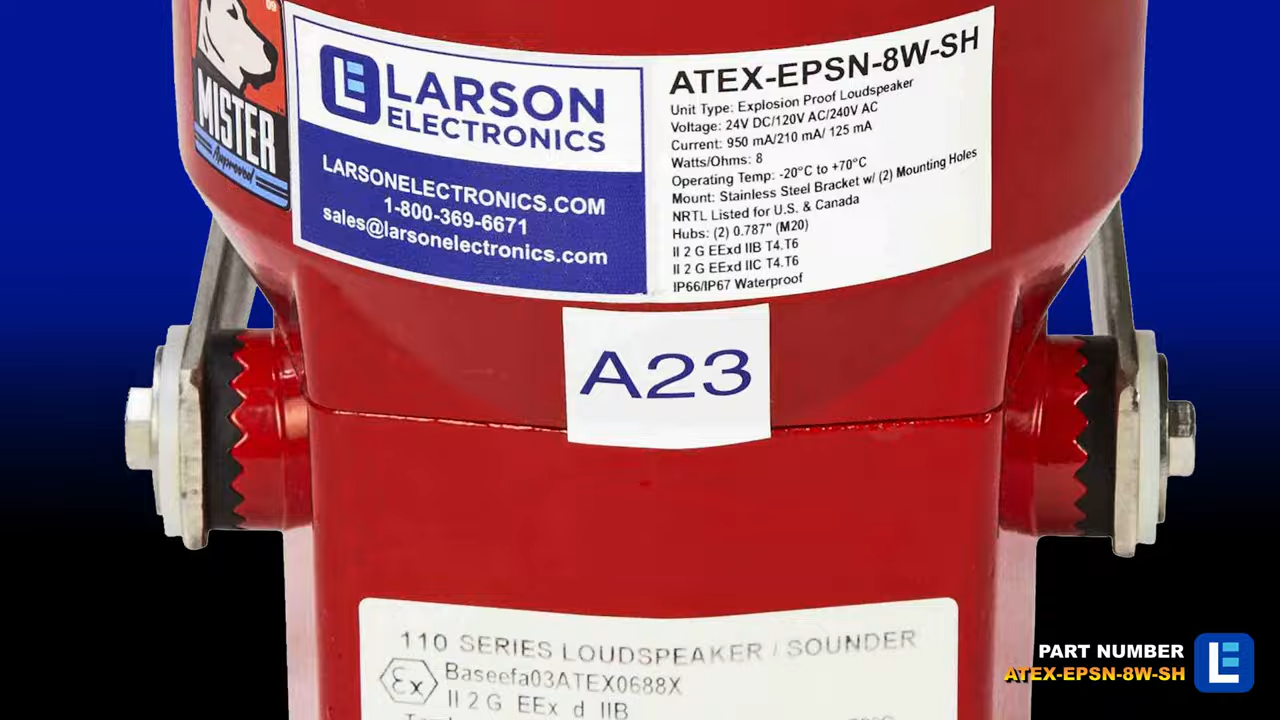 09
MISTER
Approved
LARSON
ELECTRONICS
LARSONELECTRONICS.COM
1-800-369-6671
sales@larsonelectronics.com
ATEX-EPSN-8W-SH
Unit Type: Explosion Proof Loudspeaker
Voltage: 24V DC/120V AC/240V AC
Current: 950 mA/210 mA/ 125 mA
Watts/Ohms: 8
Operating Temp: -20°C to +70°C
Mount: Stainless Steel Bracket w/ (2) Mounting Holes
NRTL Listed for U.S. & Canada
Hubs: (2) 0.787" (M20)
II 2 G EExd IIB T4.T6
II 2 G EExd IIC T4.T6
IP66/IP67 Waterproof
A23
110 SERIES LOUDSPEAKER / SOUNDER
Ex Baseefa03ATEX0688X
II 2 G EEx d IIB
PART NUMBER
ATEX-EPSN-8W-SH